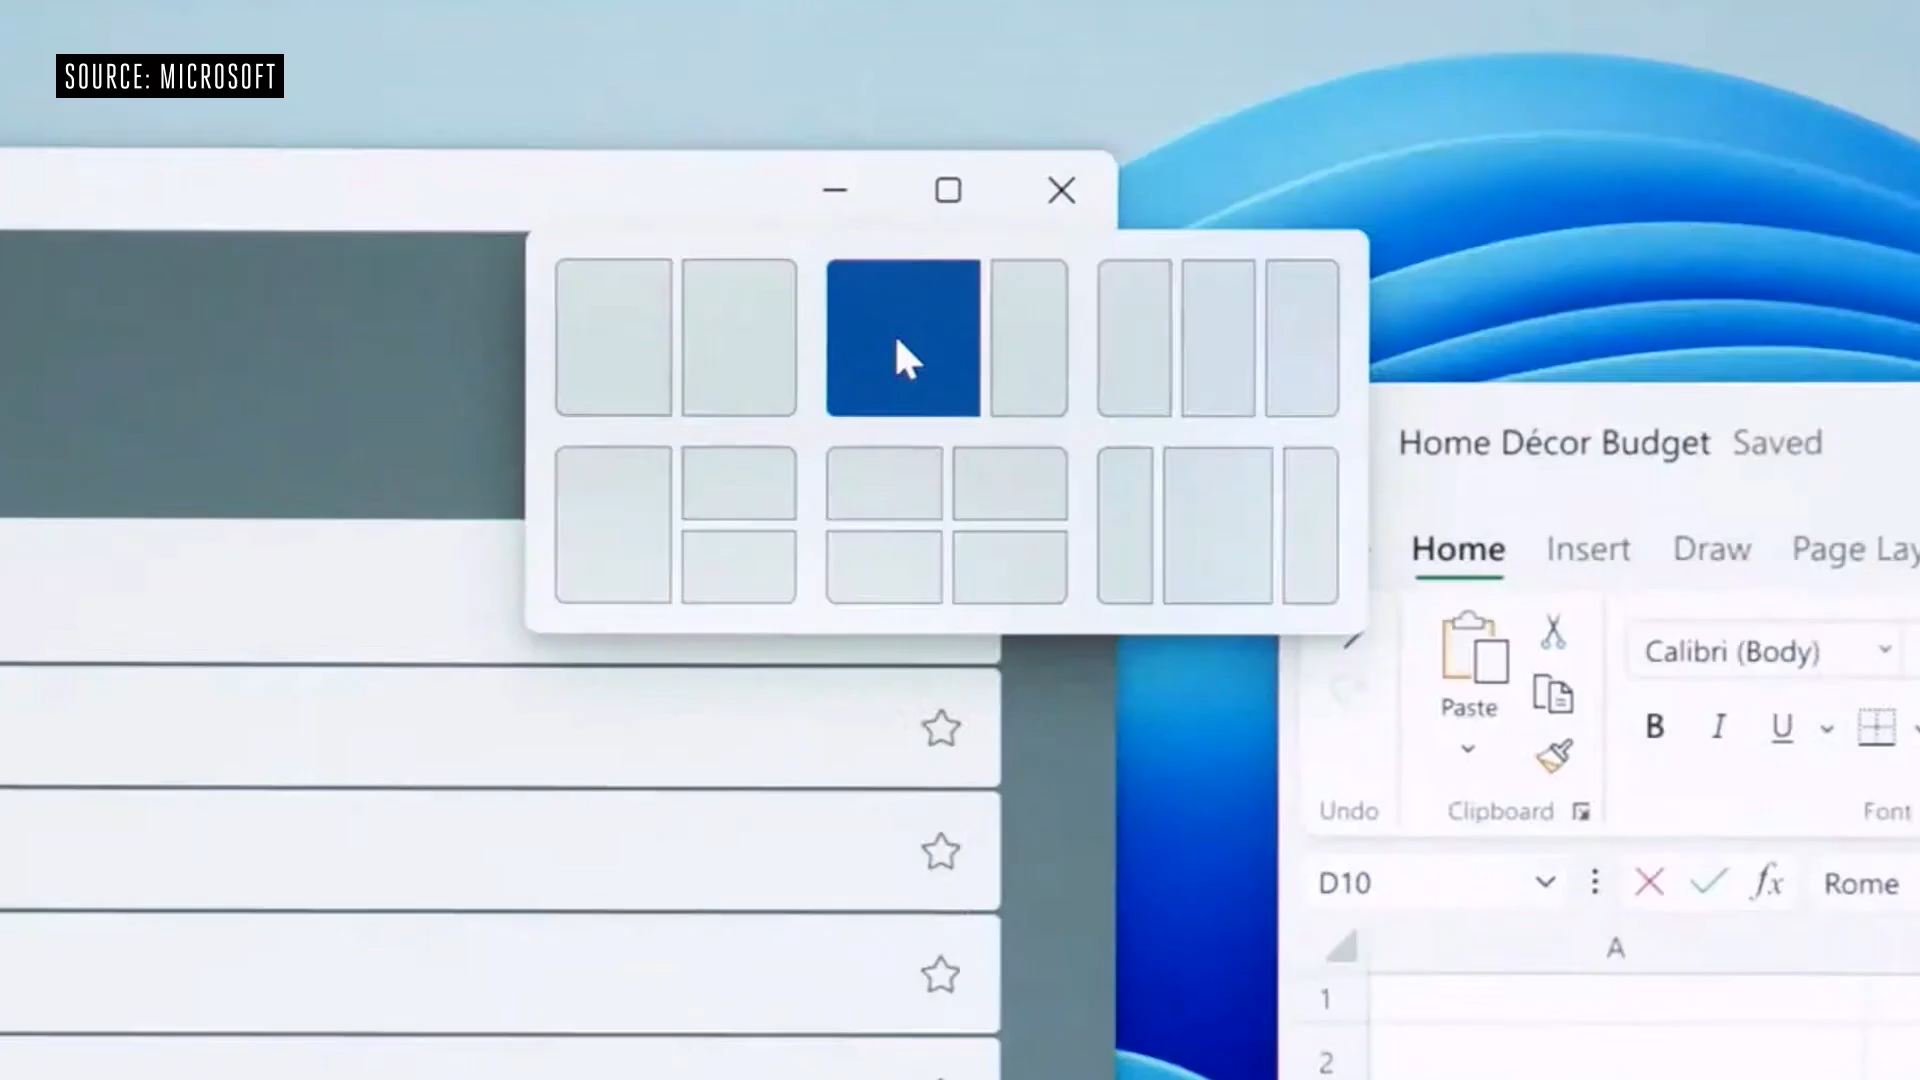 SOURCE: MICROSOFT
Home Décor Budget Saved
Home Insert Draw Page Lay
Calibri (Body)
Paste
B I U
Undo Clipboard Font
D10 fx Rome
A
1
2